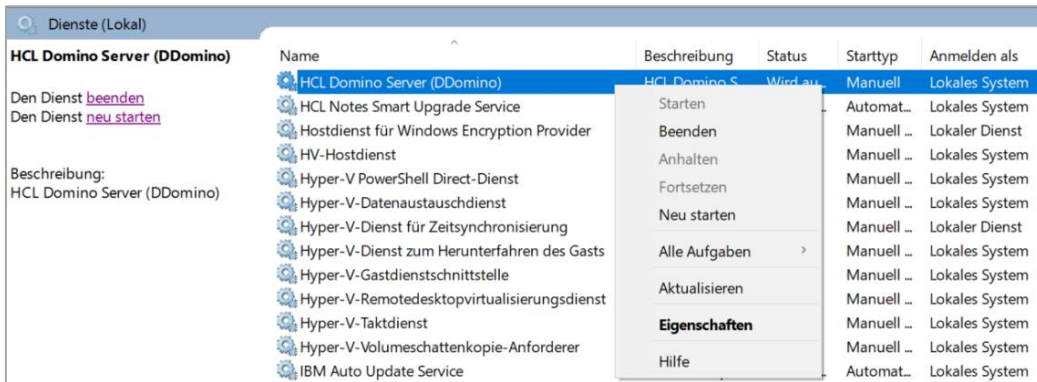 Dienste (Lokal)
HCL Domino Server (DDomino)
Den Dienst beenden
Den Dienst neu starten
Beschreibung:
HCL Domino Server (DDomino)
Name Beschreibung Status Starttyp Anmelden als
HCL Domino Server (DDomino) HCL Domino S... Wird au... Manuell Lokales System
HCL Notes Smart Upgrade Service Automat... Lokales System
Hostdienst für Windows Encryption Provider Manuell ... Lokaler Dienst
HV-Hostdienst Manuell ... Lokales System
Hyper-V PowerShell Direct-Dienst Manuell ... Lokales System
Hyper-V-Datenaustauschdienst Manuell ... Lokales System
Hyper-V-Dienst für Zeitsynchronisierung Manuell ... Lokaler Dienst
Hyper-V-Dienst zum Herunterfahren des Gasts Manuell ... Lokales System
Hyper-V-Gastdienstschnittstelle Manuell ... Lokales System
Hyper-V-Remotedesktopvirtualisierungsdienst Manuell ... Lokales System
Hyper-V-Taktdienst Manuell ... Lokales System
Hyper-V-Volumeschattenkopie-Anforderer Manuell ... Lokales System
IBM Auto Update Service Automat... Lokales System
Starten
Beenden
Anhalten
Fortsetzen
Neu starten
Alle Aufgaben
Aktualisieren
Eigenschaften
Hilfe